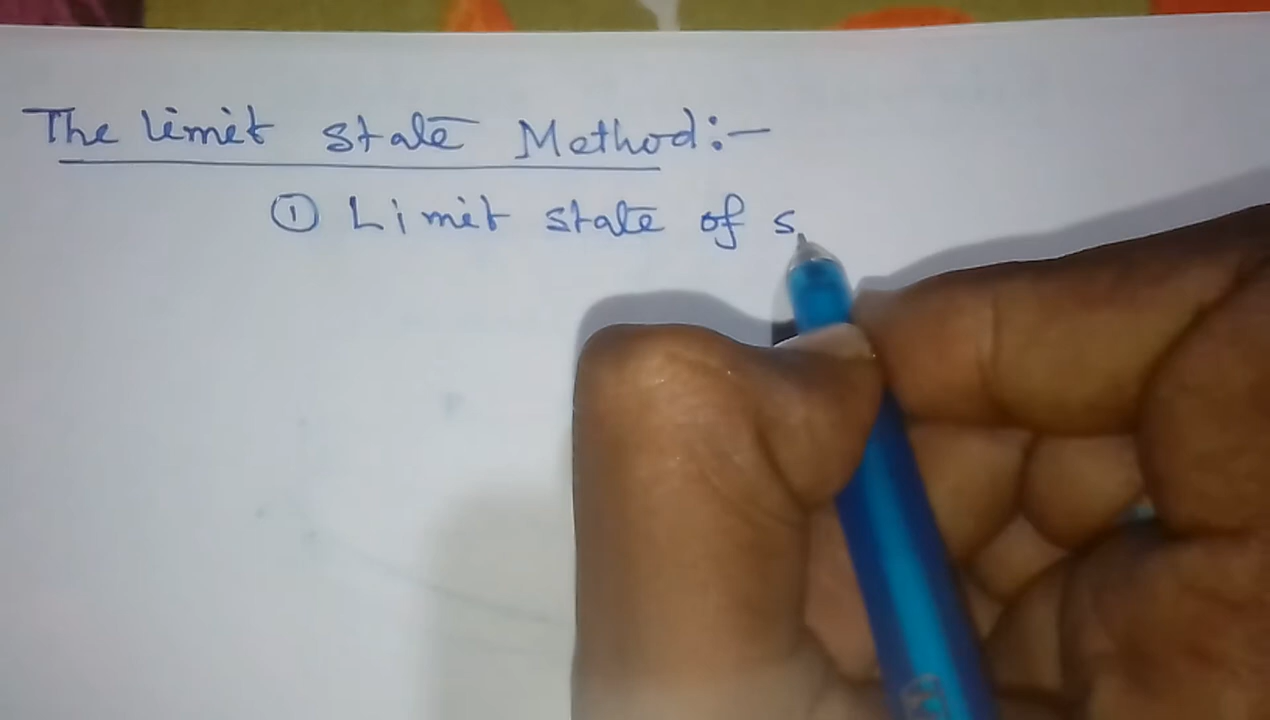 The Limit state Method:-
① Limit state of s